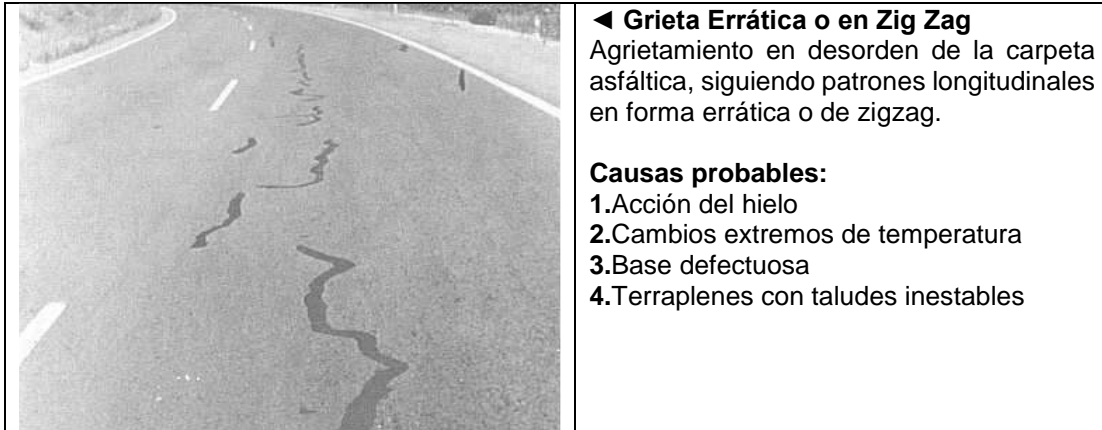 ◄ Grieta Errática o en Zig Zag
Agrietamiento en desorden de la carpeta
asfáltica, siguiendo patrones longitudinales
en forma errática o de zigzag.
Causas probables:
1.Acción del hielo
2.Cambios extremos de temperatura
3.Base defectuosa
4.Terraplenes con taludes inestables